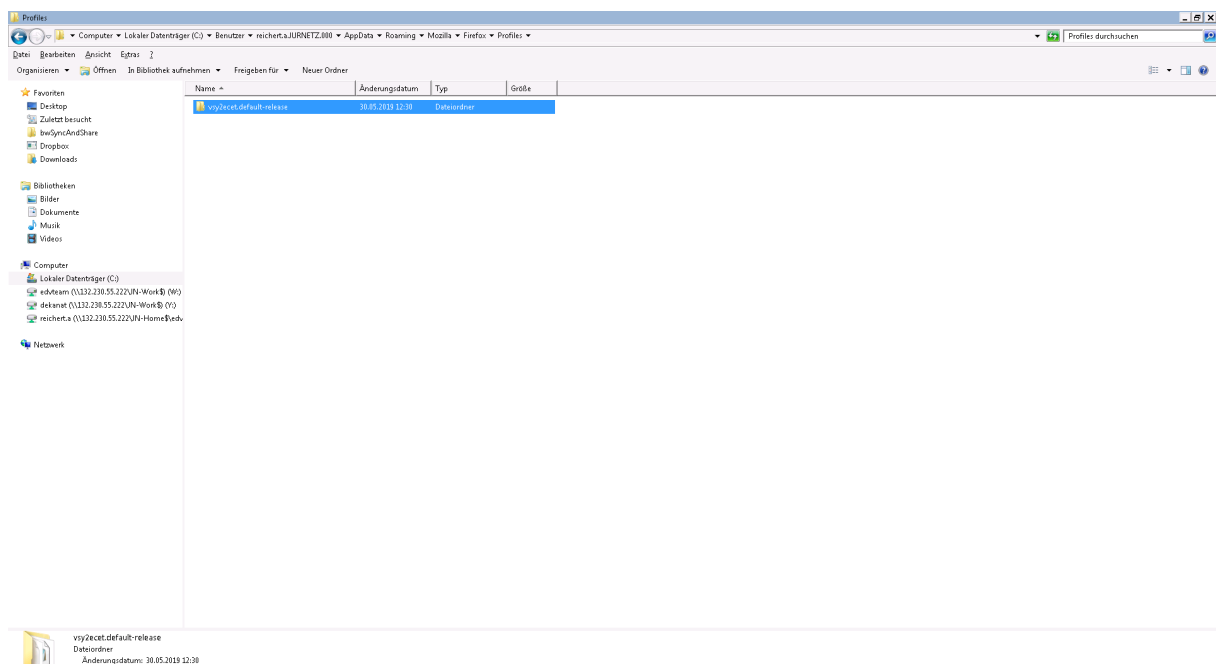 Profiles
Computer ▾ Lokaler Datenträger (C:) ▾ Benutzer ▾ reichert.a.JURNETZ.000 ▾ AppData ▾ Roaming ▾ Mozilla ▾ Firefox ▾ Profiles ▾
Profiles durchsuchen
Datei Bearbeiten Ansicht Extras ?
Organisieren ▾ Öffnen In Bibliothek aufnehmen ▾ Freigeben für ▾ Neuer Ordner
Name Änderungsdatum Typ Größe
vsy2ecet.default-release 30.05.2019 12:30 Dateiordner
Favoriten
Desktop
Zuletzt besucht
bwSyncAndShare
Dropbox
Downloads
Bibliotheken
Bilder
Dokumente
Musik
Videos
Computer
Lokaler Datenträger (C:)
edvteam (\\132.230.55.222\JN-Work$) (W:)
dekanat (\\132.230.55.222\JN-Work$) (Y:)
reichert.a (\\132.230.55.222\JN-Home$\edv
Netzwerk
vsy2ecet.default-release
Dateiordner
Änderungsdatum: 30.05.2019 12:30